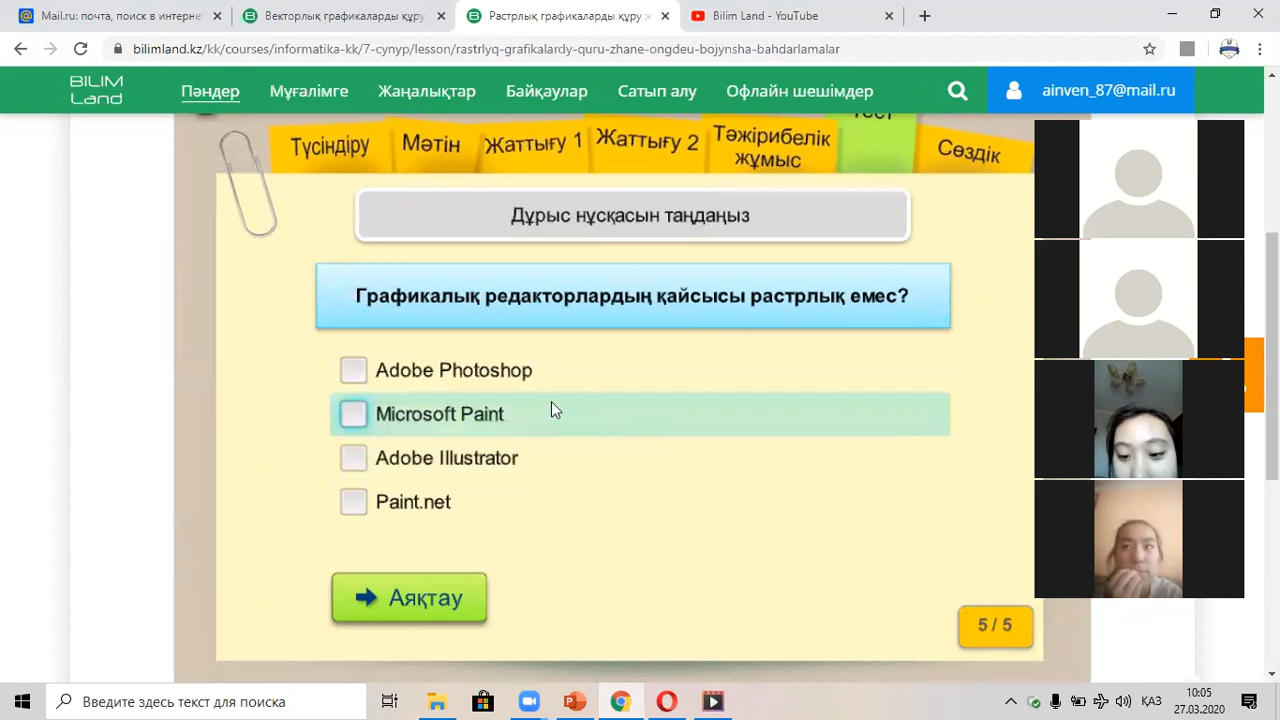 Mail.ru: почта, поиск в интерне
Векторлық графикаларды ауру
Растрлық графикаларды құру
Bilim Land - YouTube
bilimland.kz/kk/courses/informatika-kk/7-synyp/lesson/rastrlyq-grafikalardy-quru-zhane-ongdeu-bojynsha-bahdarlamalar
BILIM
Land
Пәндер
Мұғалімге
Жаңалықтар
Байқаулар
Сатып алу
Офлайн шешімдер
ainven_87@mail.ru
Түсіндіру
Мәтін
Жаттығу 1
Жаттығу 2
Тәжірибелік
жұмыс
Тест
Сөздік
Дұрыс нұсқасын таңдаңыз
Графикалық редакторлардың қайсысы растрлық емес?
Adobe Photoshop
Microsoft Paint
Adobe Illustrator
Paint.net
Аяқтау
5 / 5
Введите здесь текст для поиска
ҚАЗ
10:05
27.03.2020